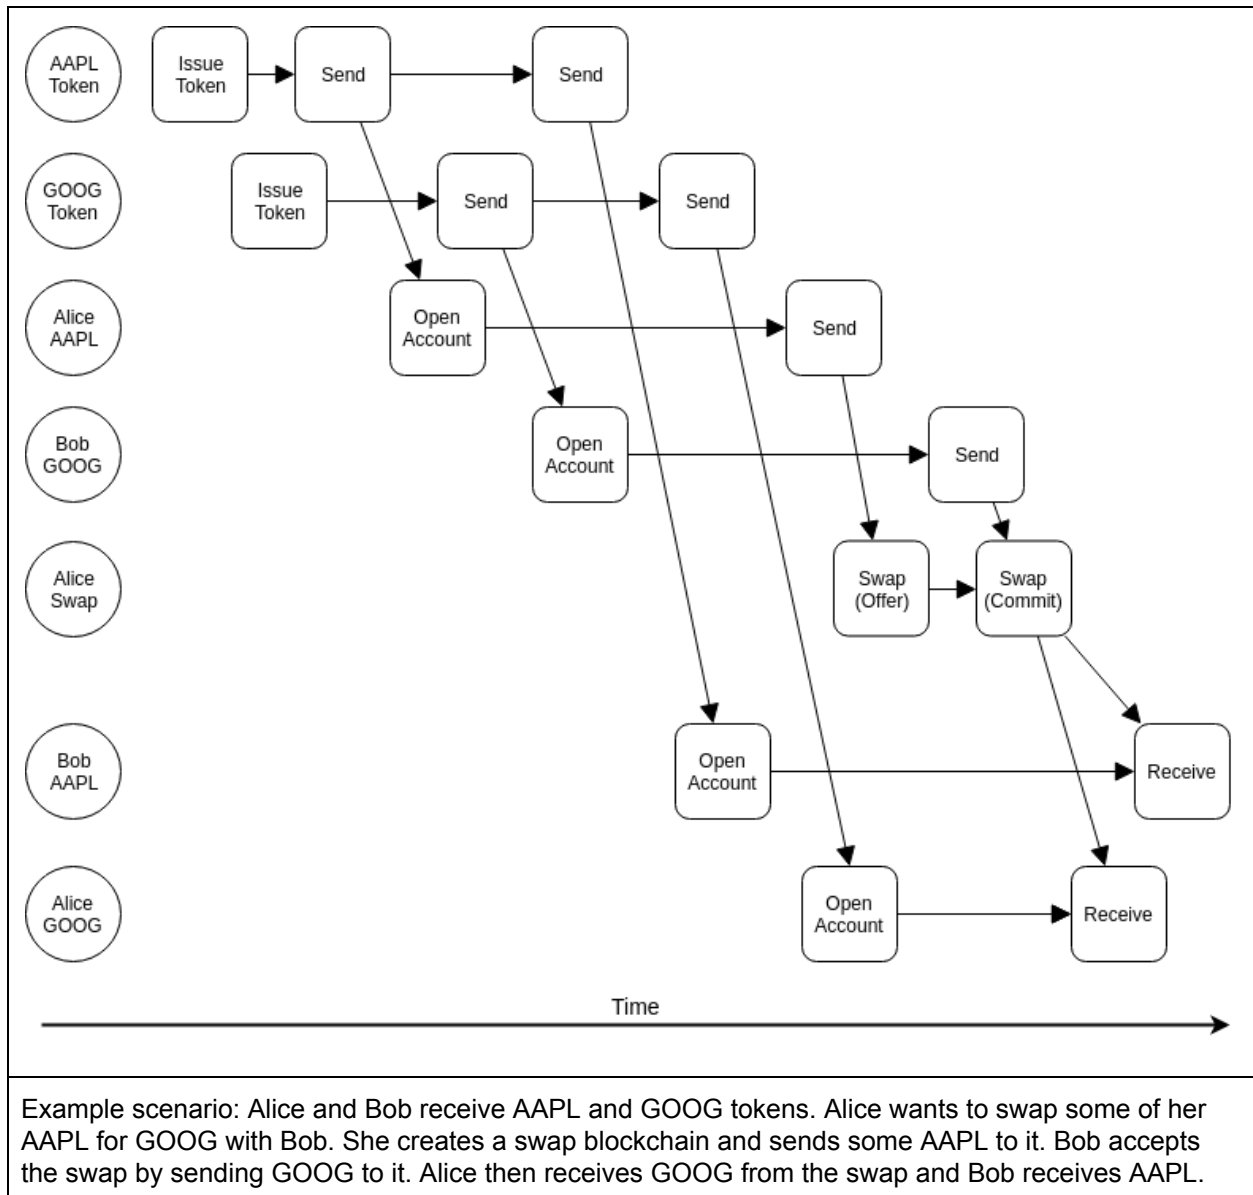 AAPL
Token
Issue
Token
Send
Send
GOOG
Token
Issue
Token
Send
Send
Alice
AAPL
Open
Account
Send
Bob
GOOG
Open
Account
Send
Alice
Swap
Swap
(Offer)
Swap
(Commit)
Bob
AAPL
Open
Account
Receive
Alice
GOOG
Open
Account
Receive
Time
Example scenario: Alice and Bob receive AAPL and GOOG tokens. Alice wants to swap some of her
AAPL for GOOG with Bob. She creates a swap blockchain and sends some AAPL to it. Bob accepts
the swap by sending GOOG to it. Alice then receives GOOG from the swap and Bob receives AAPL.